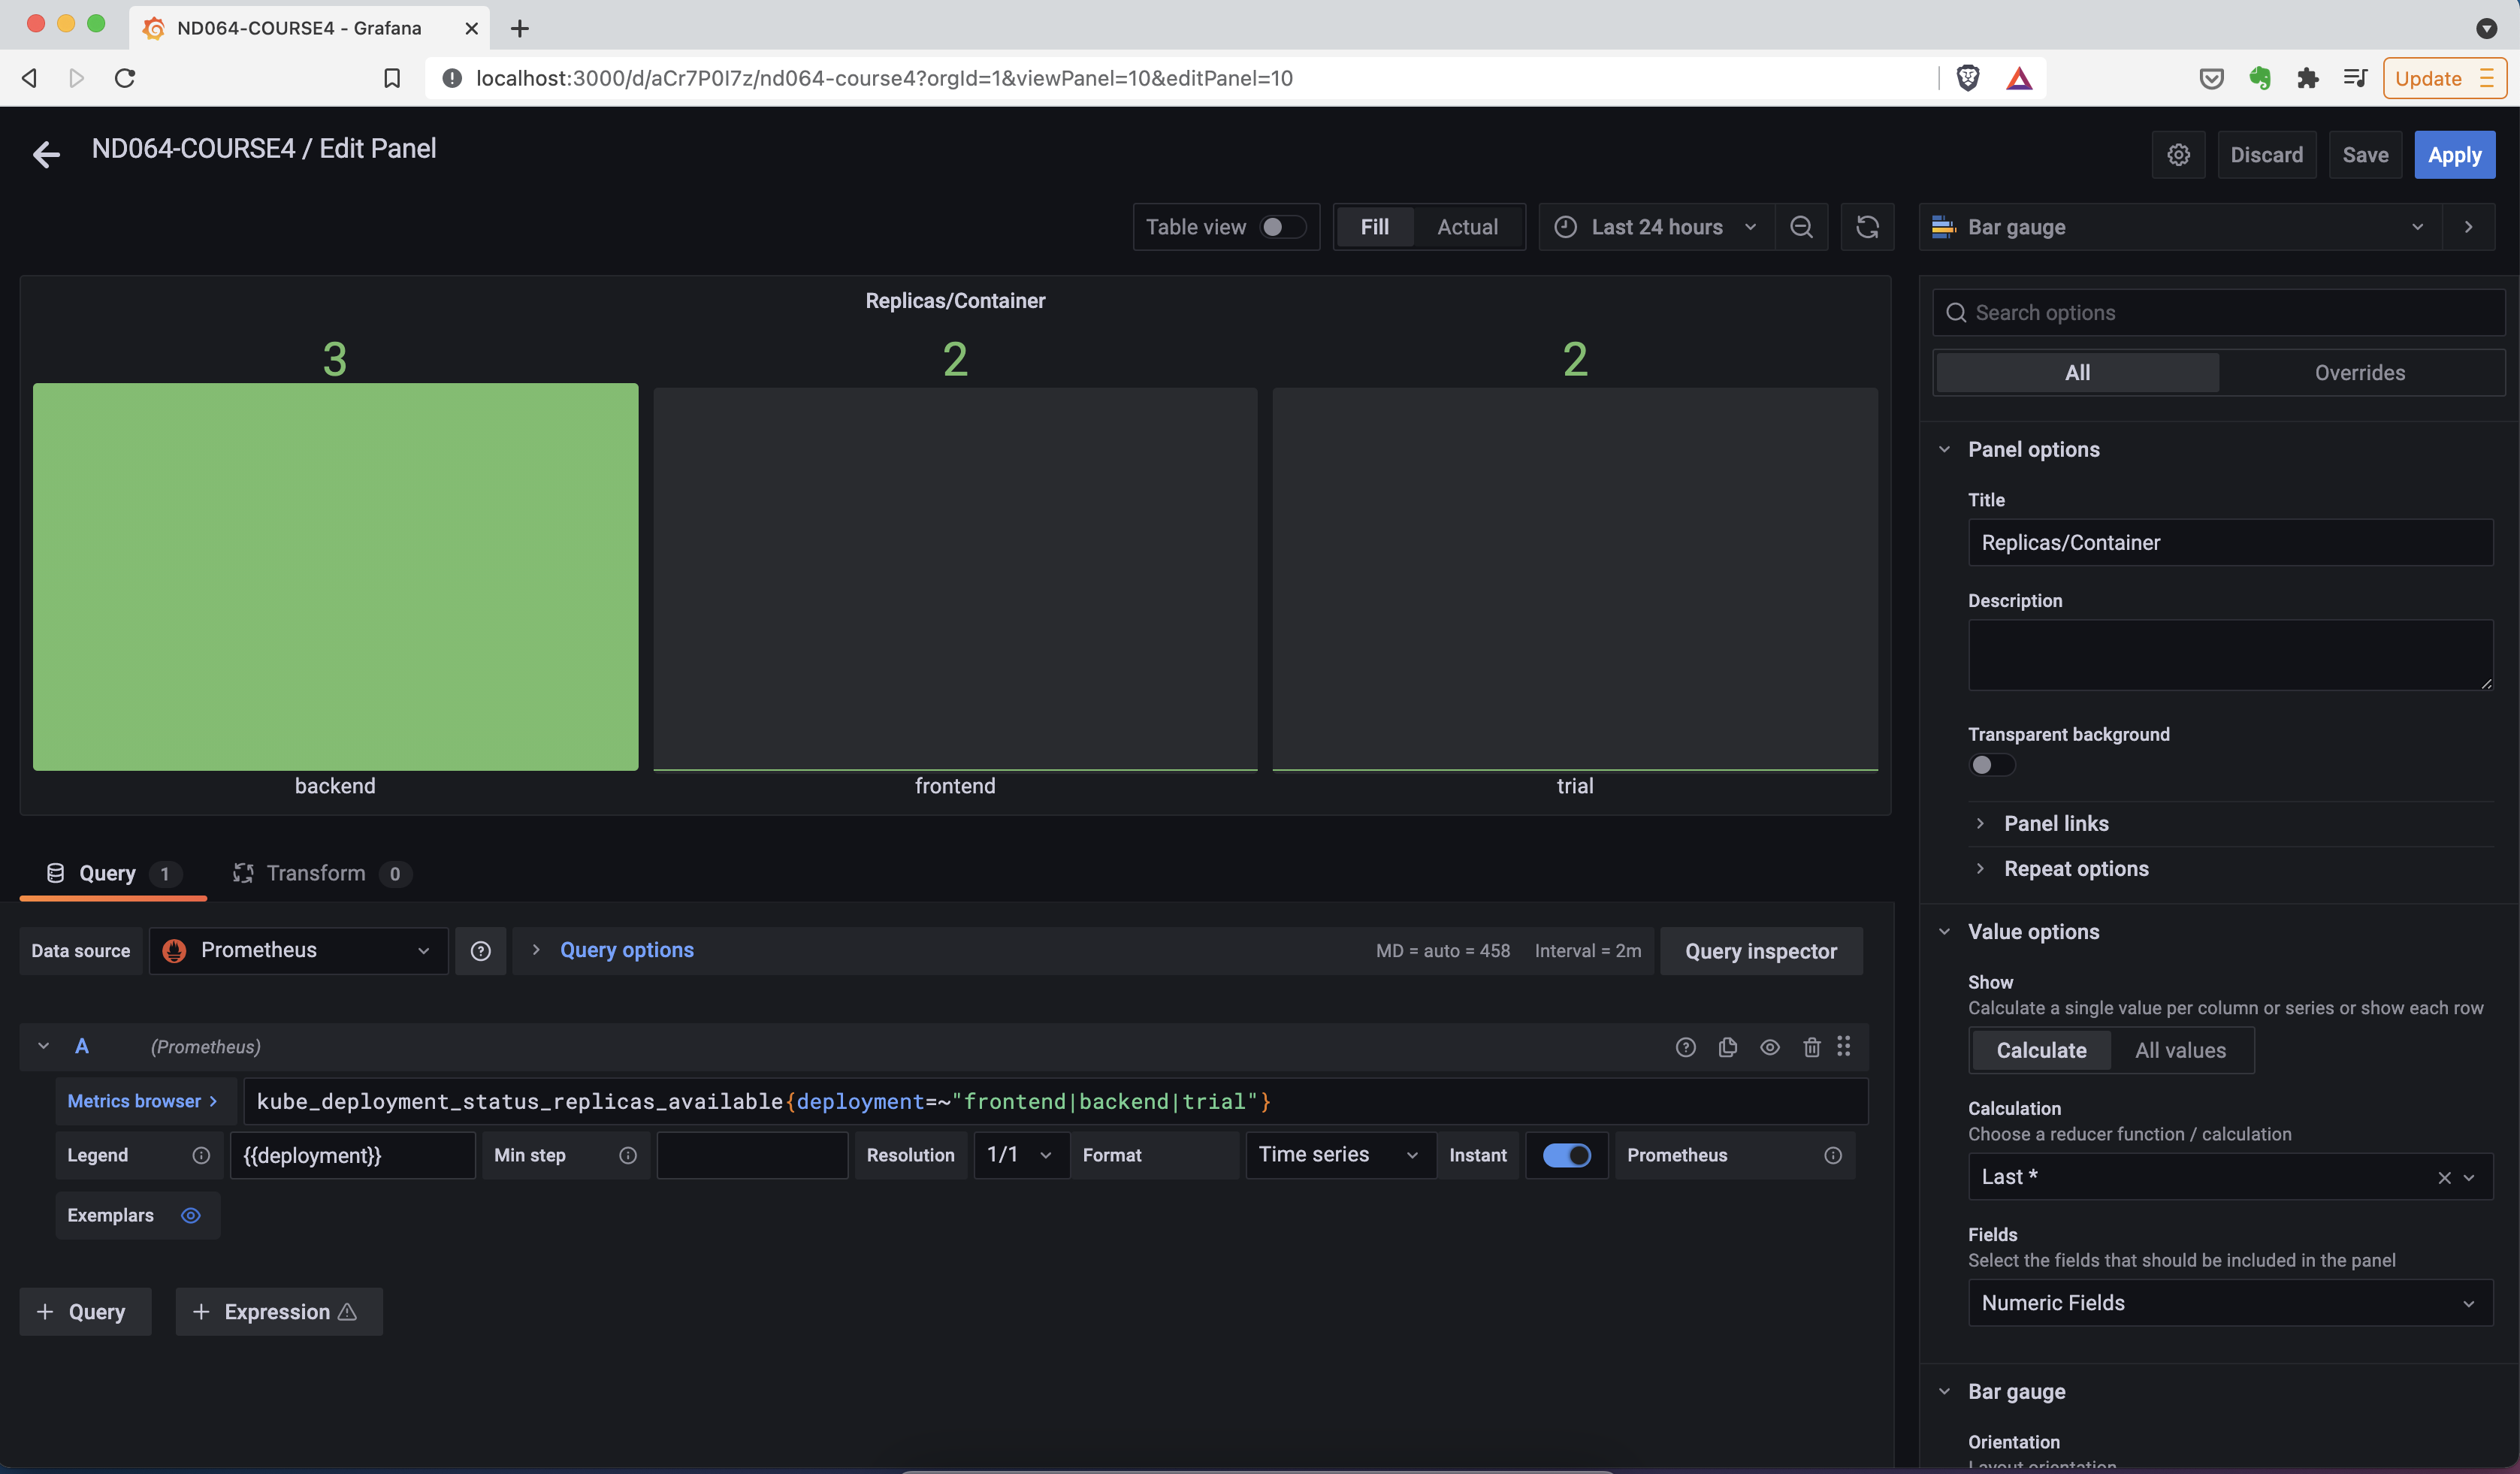 ND064-COURSE4 - Grafana
localhost:3000/d/aCr7P0l7z/nd064-course4?orgId=1&viewPanel=10&editPanel=10
Update
ND064-COURSE4 / Edit Panel
Discard
Save
Apply
Table view
Fill
Actual
Last 24 hours
Bar gauge
Replicas/Container
3
2
2
backend
frontend
trial
Search options
All
Overrides
Panel options
Title
Replicas/Container
Description
Transparent background
Panel links
Repeat options
Query 1
Transform 0
Data source
Prometheus
Query options
MD = auto = 458
Interval = 2m
Query inspector
A
(Prometheus)
Metrics browser >
kube_deployment_status_replicas_available{deployment=~"frontend|backend|trial"}
Legend
{{deployment}}
Min step
Resolution
1/1
Format
Time series
Instant
Prometheus
Exemplars
+ Query
+ Expression
Value options
Show
Calculate a single value per column or series or show each row
Calculate
All values
Calculation
Choose a reducer function / calculation
Last *
Fields
Select the fields that should be included in the panel
Numeric Fields
Bar gauge
Orientation
Layout orientation